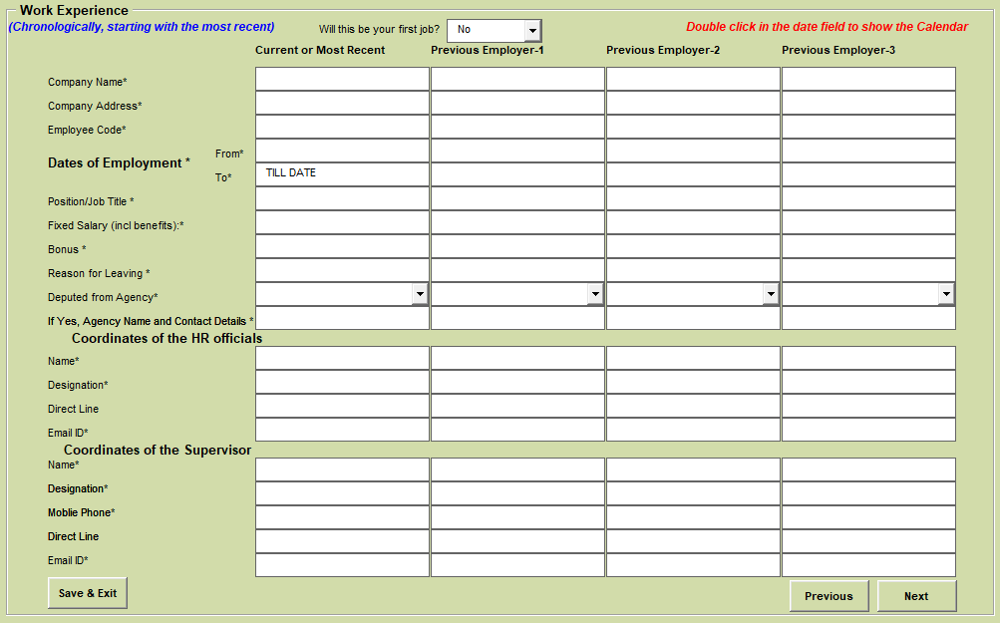 Work Experience
(Chronologically, starting with the most recent) Will this be your first job? No Double click in the date field to show the Calendar
Current or Most Recent Previous Employer-1 Previous Employer-2 Previous Employer-3
Company Name*
Company Address*
Employee Code*
Dates of Employment * From*
To* TILL DATE
Position/Job Title *
Fixed Salary (incl benefits):*
Bonus *
Reason for Leaving *
Deputed from Agency*
If Yes, Agency Name and Contact Details *
Coordinates of the HR officials
Name*
Designation*
Direct Line
Email ID*
Coordinates of the Supervisor
Name*
Designation*
Moblie Phone*
Direct Line
Email ID*
Save & Exit Previous Next